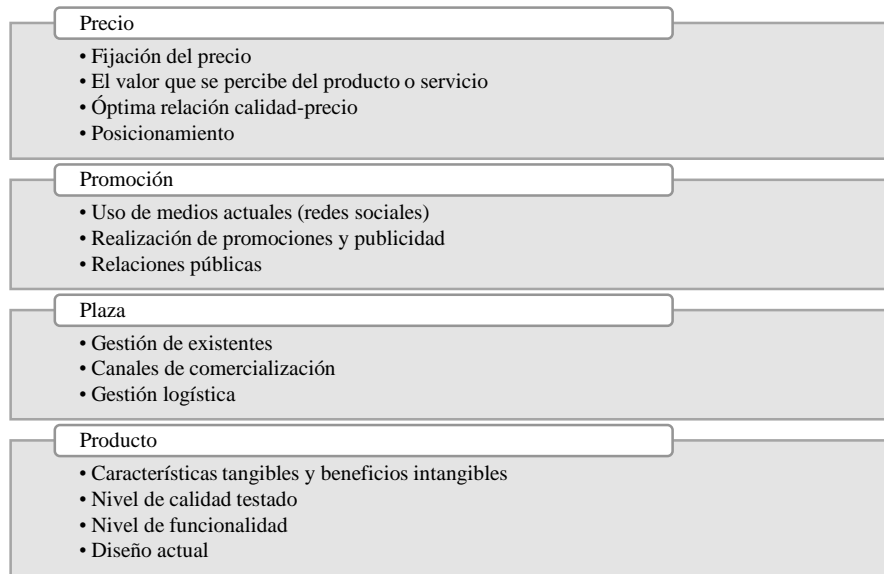 Precio
• Fijación del precio
• El valor que se percibe del producto o servicio
• Óptima relación calidad-precio
• Posicionamiento
Promoción
• Uso de medios actuales (redes sociales)
• Realización de promociones y publicidad
• Relaciones públicas
Plaza
• Gestión de existentes
• Canales de comercialización
• Gestión logística
Producto
• Características tangibles y beneficios intangibles
• Nivel de calidad testado
• Nivel de funcionalidad
• Diseño actual